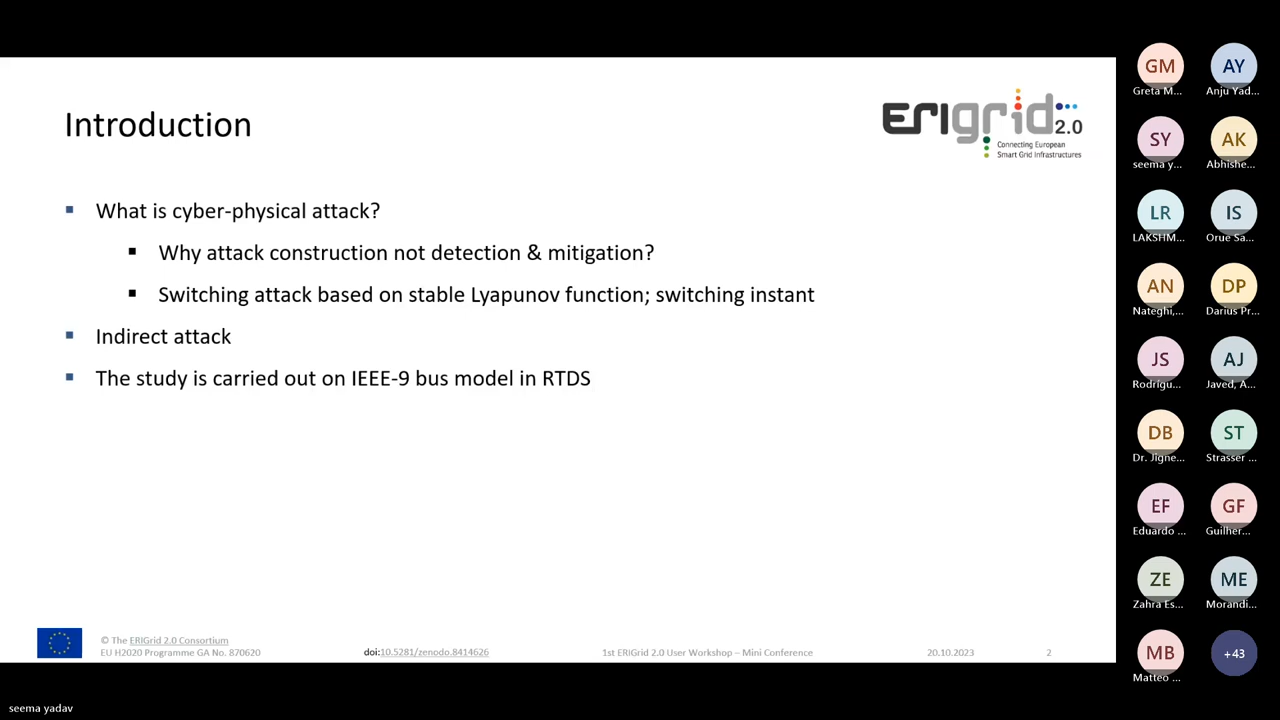 Introduction
ERIgrid 2.0
Connecting European
Smart Grid Infrastructures
What is cyber-physical attack?
Why attack construction not detection & mitigation?
Switching attack based on stable Lyapunov function; switching instant
Indirect attack
The study is carried out on IEEE-9 bus model in RTDS
© The ERIGrid 2.0 Consortium
EU H2020 Programme GA No. 870620
doi:10.5281/zenodo.8414626
1st ERIGrid 2.0 User Workshop – Mini Conference
20.10.2023
2
seema yadav
GM
Greta M...
AY
Anju Yad...
SY
seema y...
AK
Abhishe...
LR
LAKSHM...
IS
Orue Sa...
AN
Nateghi,...
DP
Darius Pr...
JS
Rodrígu...
AJ
Javed, A...
DB
Dr. Jigne...
ST
Strasser ...
EF
Eduardo ...
GF
Guilher...
ZE
Zahra Es...
ME
Morandi...
MB
Matteo ...
+43